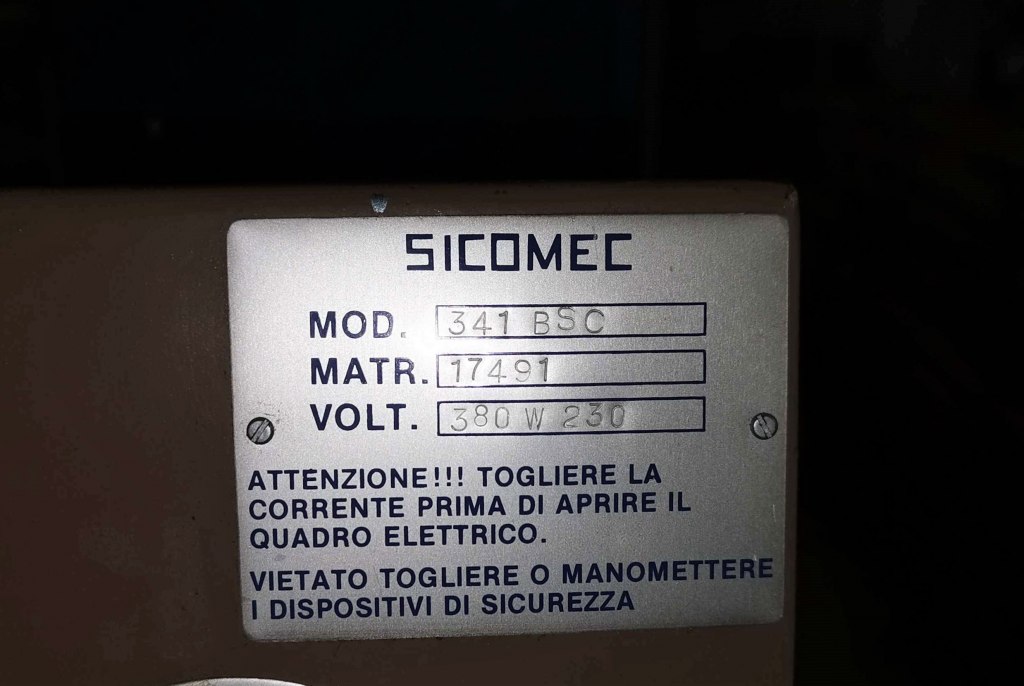 SICOMEC
MOD. 341 BSC
MATR. 17491
VOLT. 380 W 230
ATTENZIONE!!! TOGLIERE LA
CORRENTE PRIMA DI APRIRE IL
QUADRO ELETTRICO.
VIETATO TOGLIERE O MANOMETTERE
I DISPOSITIVI DI SICUREZZA